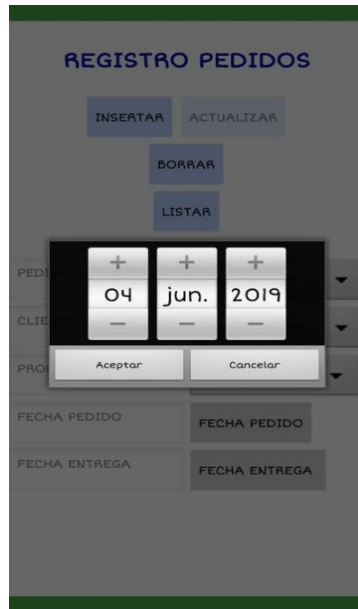 REGISTRO PEDIDOS
INSERTAR ACTUALIZAR
BORRAR
LISTAR
+ + +
04 jun. 2019
— — —
Aceptar Cancelar
FECHA PEDIDO FECHA PEDIDO
FECHA ENTREGA FECHA ENTREGA